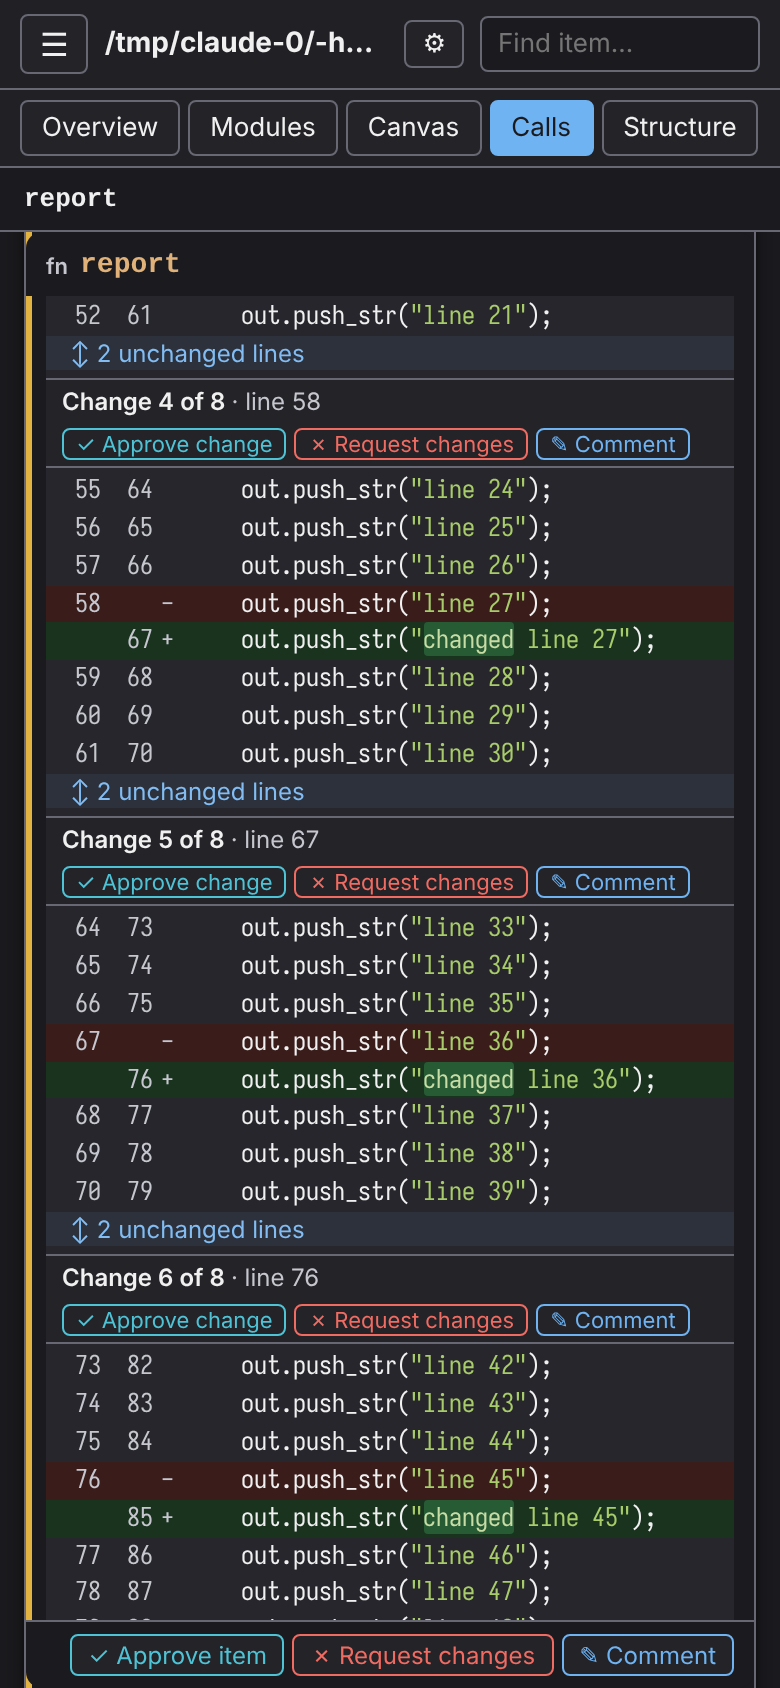 ☰ /tmp/claude-0/-h... ⚙ Find item...
Overview Modules Canvas Calls Structure
report
fn report
52 61 out.push_str("line 21");
↕ 2 unchanged lines
Change 4 of 8 · line 58
✓ Approve change × Request changes ✎ Comment
55 64 out.push_str("line 24");
56 65 out.push_str("line 25");
57 66 out.push_str("line 26");
58 − out.push_str("line 27");
67 + out.push_str("changed line 27");
59 68 out.push_str("line 28");
60 69 out.push_str("line 29");
61 70 out.push_str("line 30");
↕ 2 unchanged lines
Change 5 of 8 · line 67
✓ Approve change × Request changes ✎ Comment
64 73 out.push_str("line 33");
65 74 out.push_str("line 34");
66 75 out.push_str("line 35");
67 − out.push_str("line 36");
76 + out.push_str("changed line 36");
68 77 out.push_str("line 37");
69 78 out.push_str("line 38");
70 79 out.push_str("line 39");
↕ 2 unchanged lines
Change 6 of 8 · line 76
✓ Approve change × Request changes ✎ Comment
73 82 out.push_str("line 42");
74 83 out.push_str("line 43");
75 84 out.push_str("line 44");
76 − out.push_str("line 45");
85 + out.push_str("changed line 45");
77 86 out.push_str("line 46");
78 87 out.push_str("line 47");
✓ Approve item × Request changes ✎ Comment